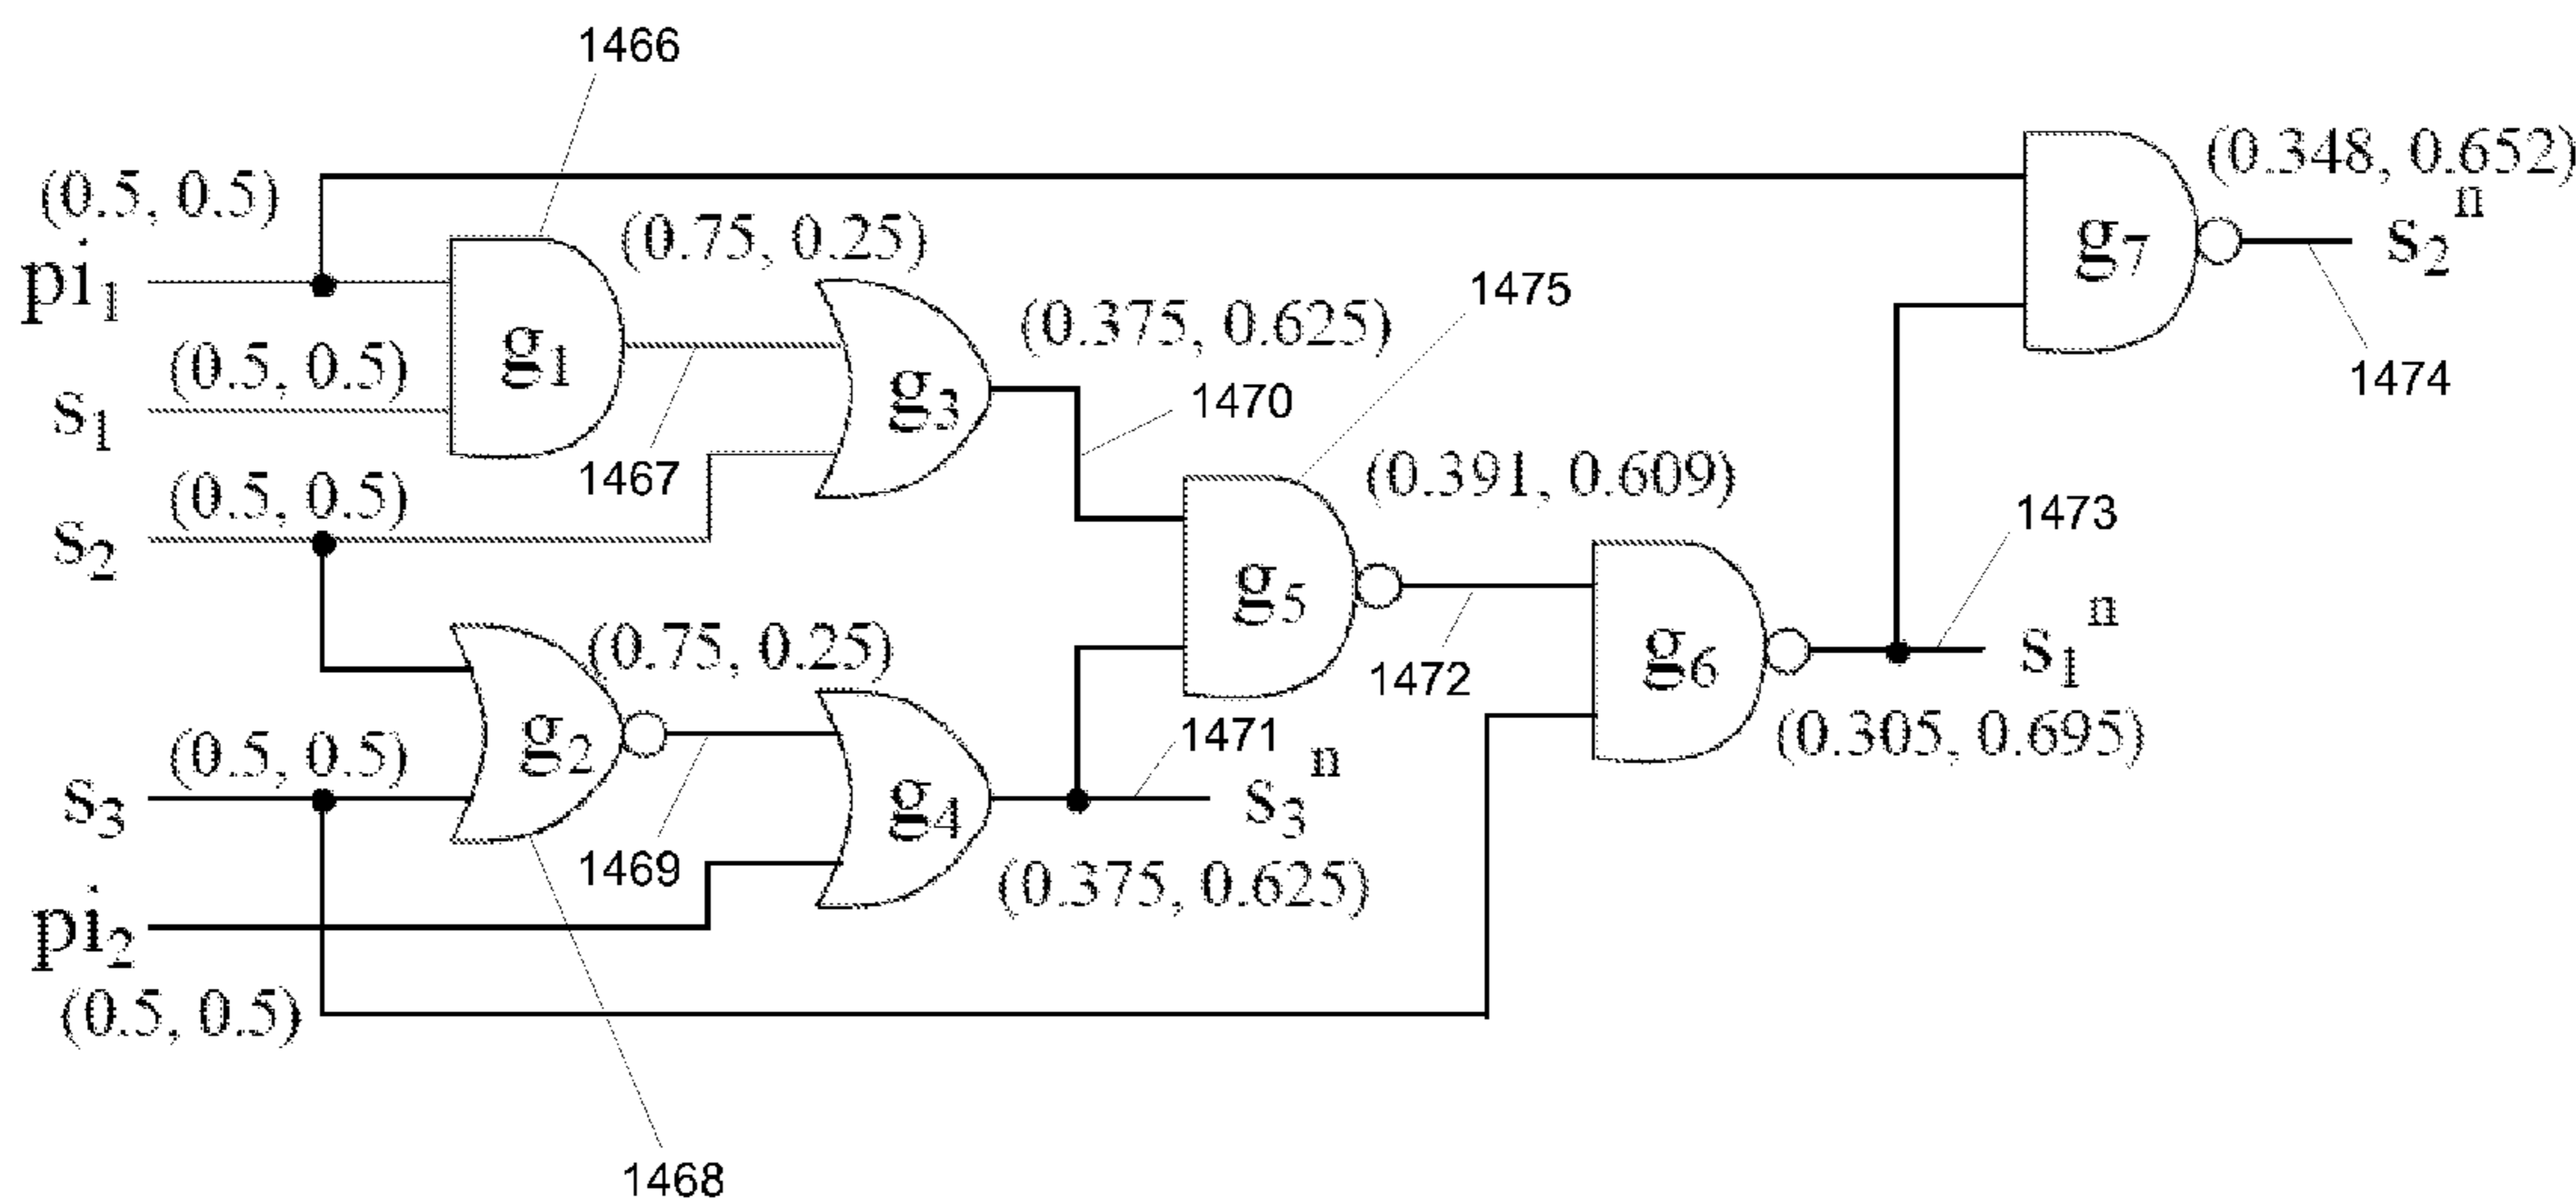 1466
(0.5, 0.5)
pi1
(0.75, 0.25)
(0.348, 0.652)
g7
s2n
1474
g1
(0.5, 0.5)
s1
1467
g3
(0.375, 0.625)
1475
1470
(0.5, 0.5)
s2
(0.391, 0.609)
g5
1472
1473
g6
s1n
(0.305, 0.695)
(0.75, 0.25)
g2
1469
(0.5, 0.5)
s3
g4
1471
s3n
(0.375, 0.625)
pi2
(0.5, 0.5)
1468